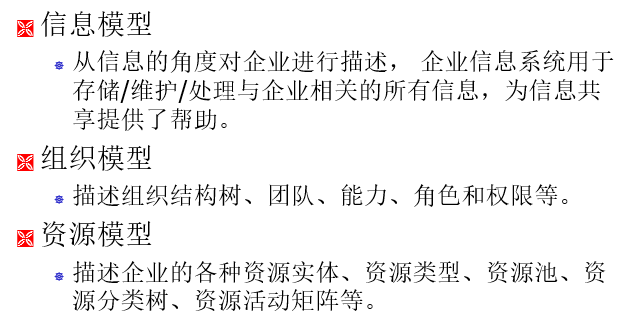 信息模型
从信息的角度对企业进行描述， 企业信息系统用于
存储/维护/处理与企业相关的所有信息，为信息共
享提供了帮助。
组织模型
描述组织结构树、团队、能力、角色和权限等。
资源模型
描述企业的各种资源实体、资源类型、资源池、资
源分类树、资源活动矩阵等。